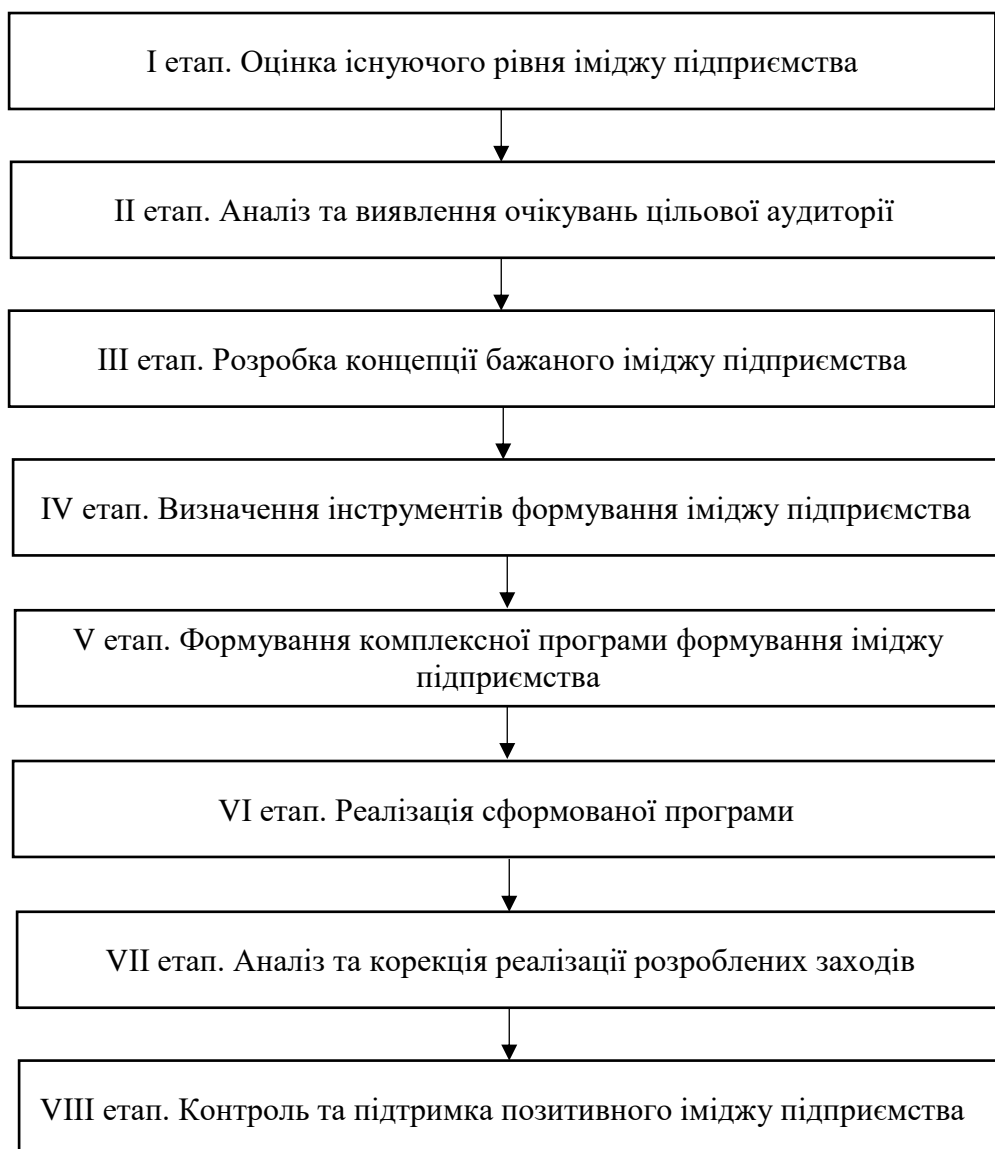 I етап. Оцінка існуючого рівня іміджу підприємства
II етап. Аналіз та виявлення очікувань цільової аудиторії
III етап. Розробка концепції бажаного іміджу підприємства
IV етап. Визначення інструментів формування іміджу підприємства
V етап. Формування комплексної програми формування іміджу
підприємства
VI етап. Реалізація сформованої програми
VII етап. Аналіз та корекція реалізації розроблених заходів
VIII етап. Контроль та підтримка позитивного іміджу підприємства